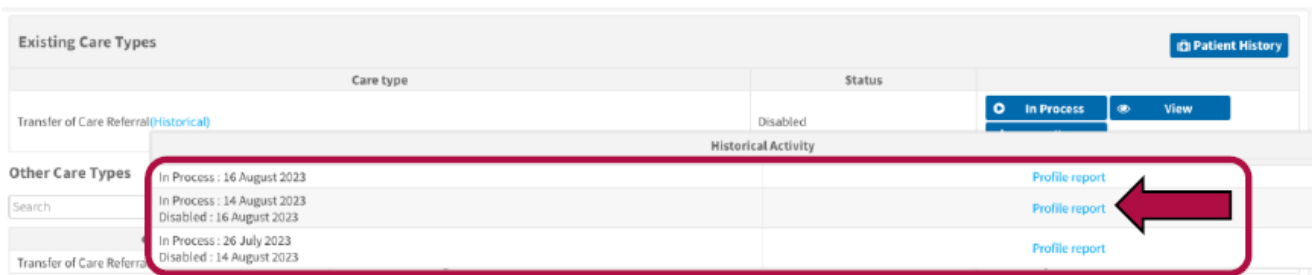 Existing Care Types
Patient History
Care type Status
Transfer of Care Referral(Historical) Disabled In Process View
Historical Activity
Other Care Types
In Process : 16 August 2023 Profile report
Search
In Process : 14 August 2023
Disabled : 16 August 2023 Profile report
In Process : 26 July 2023
Disabled : 14 August 2023 Profile report
Transfer of Care